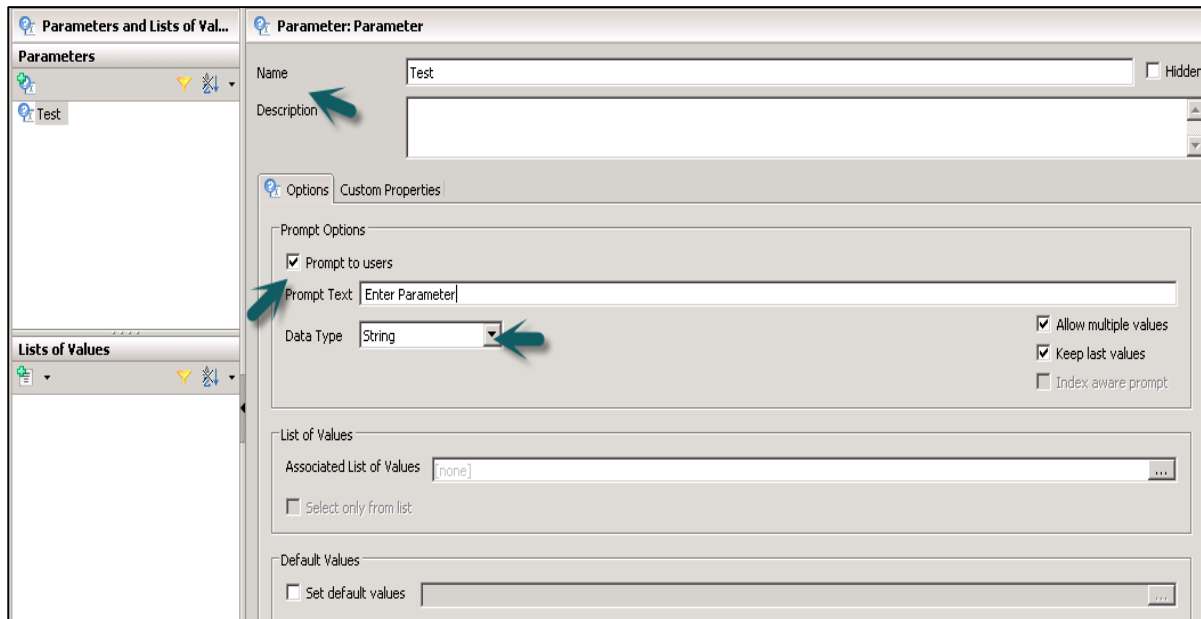 Parameters and Lists of Val...
Parameters
Test
Lists of Values
Parameter: Parameter
Name Test Hidden
Description
Options Custom Properties
Prompt Options
Prompt to users
Prompt Text Enter Parameter
Data Type String Allow multiple values
Keep last values
Index aware prompt
List of Values
Associated List of Values [none] ...
Select only from list
Default Values
Set default values ...